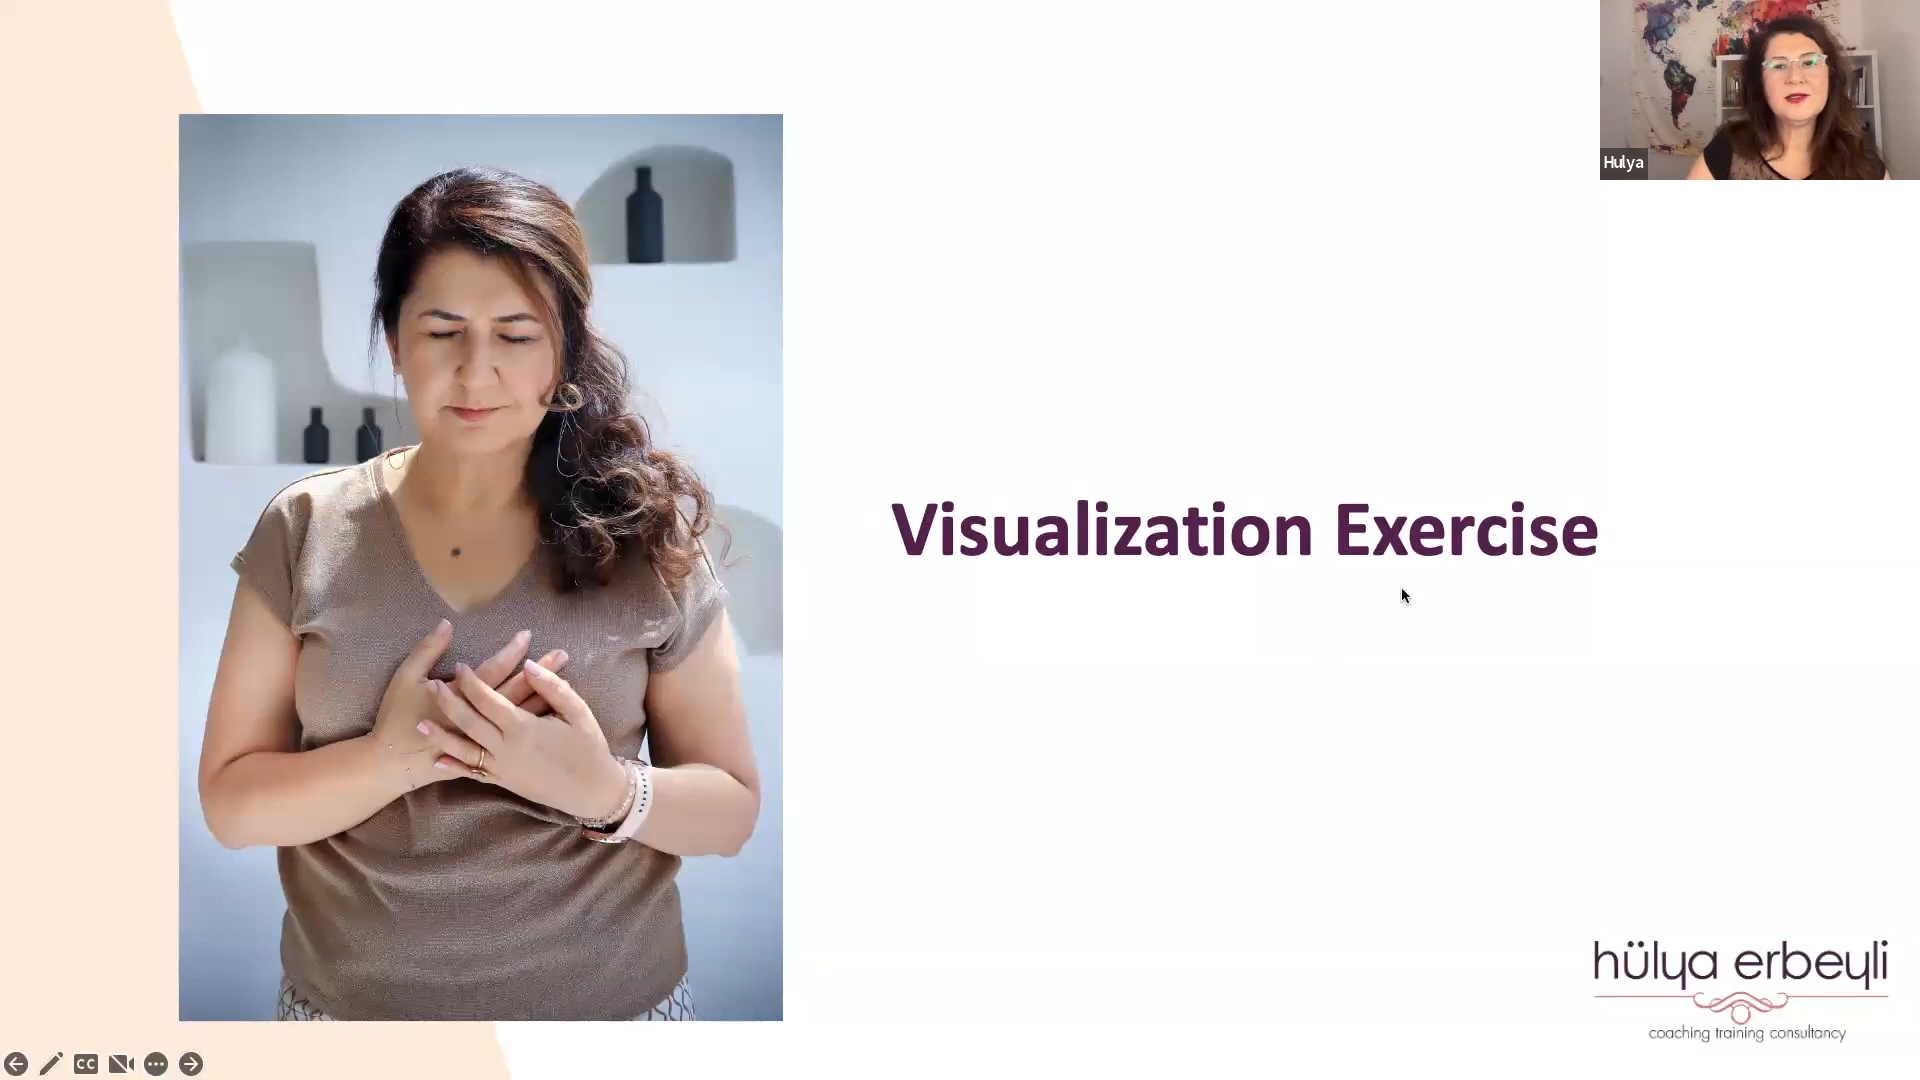 Hulya
Visualization Exercise
hülya erbeyli
coaching training consultancy
CC